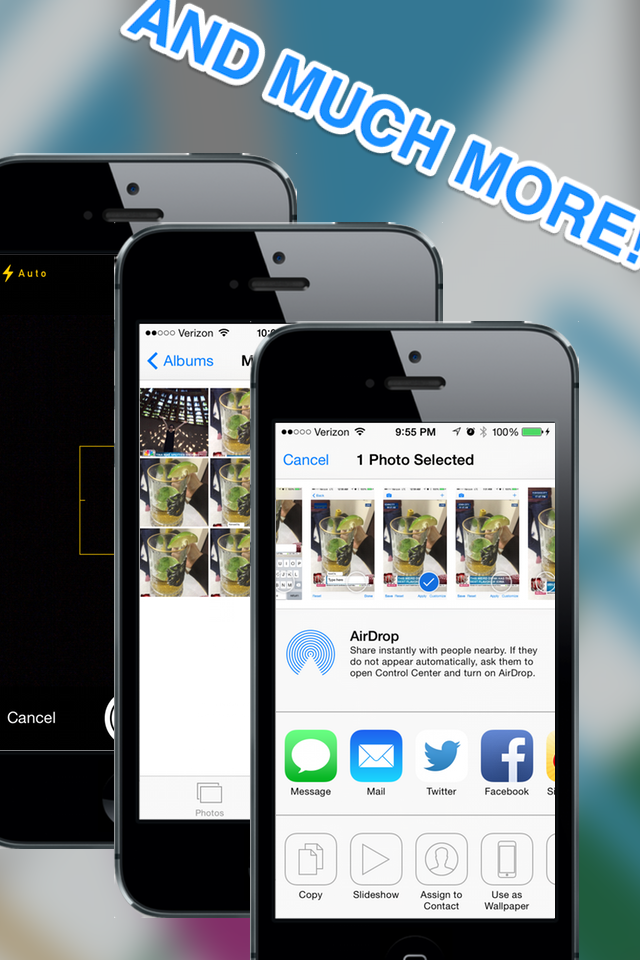 AND MUCH MORE!
Auto
Cancel
Verizon
10:
Albums
M
Photos
Verizon 9:55 PM 100%
Cancel 1 Photo Selected
AirDrop
Share instantly with people nearby. If they
do not appear automatically, ask them to
open Control Center and turn on AirDrop.
Message Mail Twitter Facebook Si
Copy Slideshow Assign to Contact Use as Wallpaper